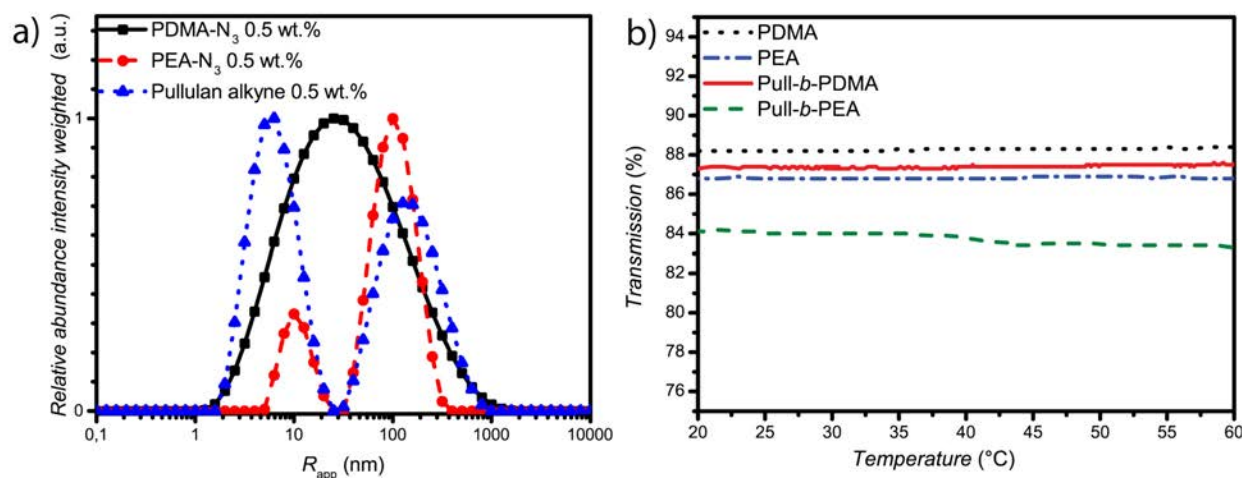 a)
PDMA-N3 0.5 wt.%
PEA-N3 0.5 wt.%
Pullulan alkyne 0.5 wt.%
Relative abundance intensity weighted (a.u.)
1
0
0,1 1 10 100 1000 10000
Rapp (nm)
b)
PDMA
PEA
Pull-b-PDMA
Pull-b-PEA
Transmission (%)
94
92
90
88
86
84
82
80
78
76
20 25 30 35 40 45 50 55 60
Temperature (°C)